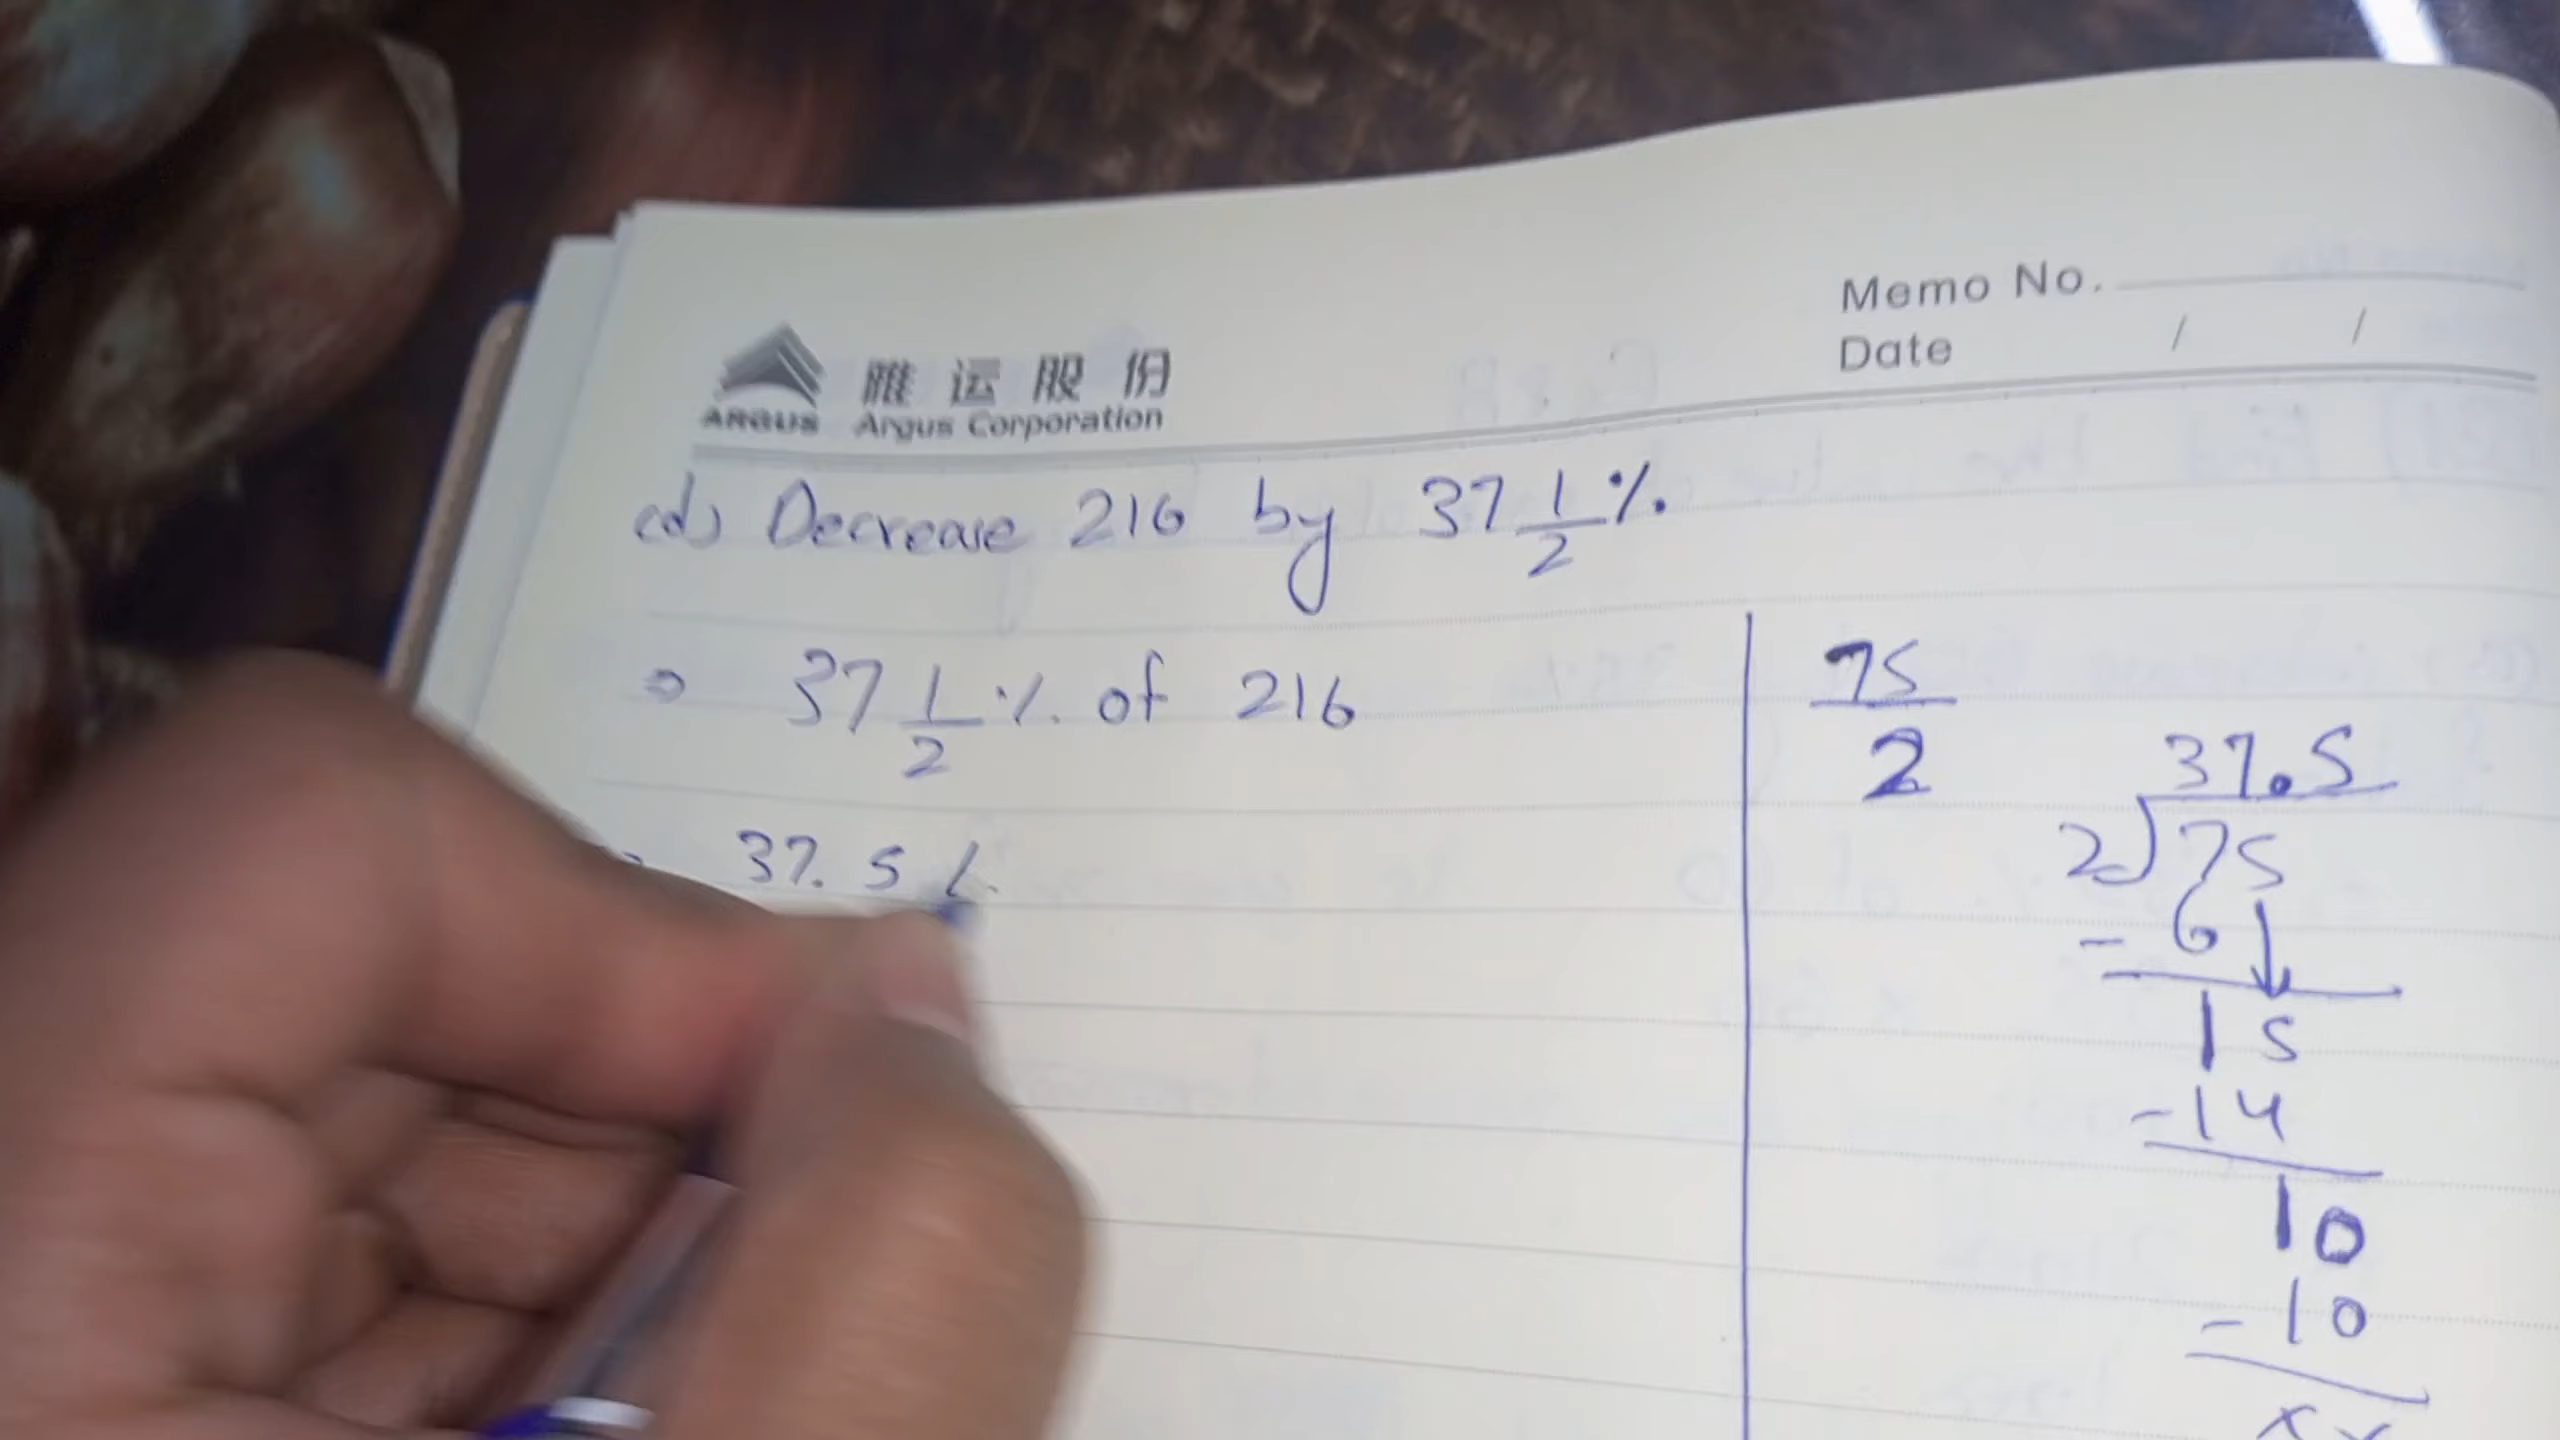 Memo No.
Date / /
雅运股份
ARGUS Argus Corporation
(d) Decrease 216 by 37 1/2 %.
⇒ 37 1/2 %. of 216
37.5 %.
75
2
37.5
2)75
- 6
15
-14
10
-10
xx